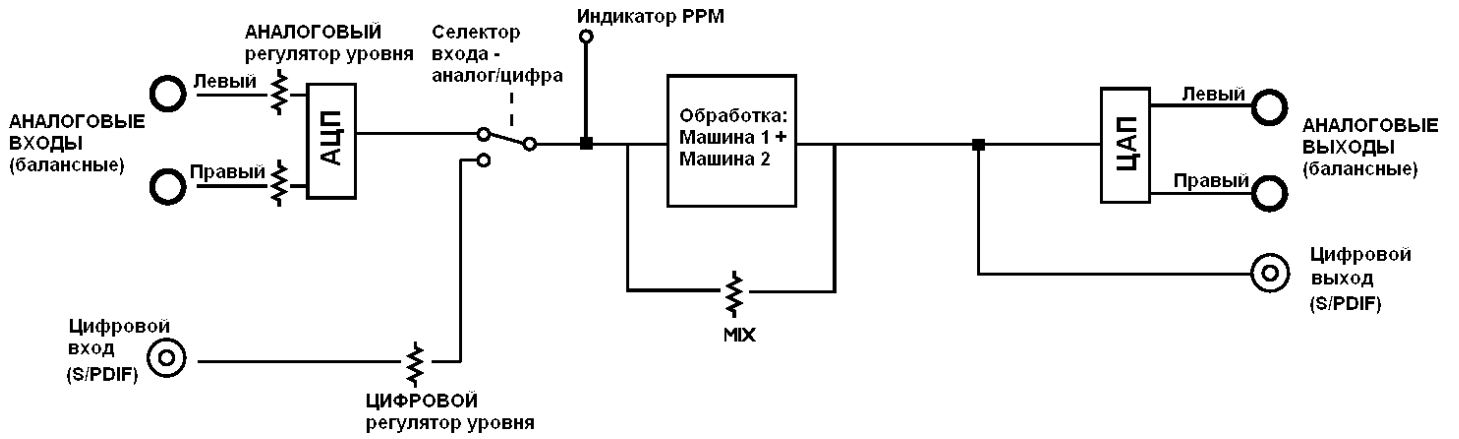 Индикатор PPM
АНАЛОГОВЫЙ
регулятор уровня
Селектор
входа -
аналог/цифра
Левый
АНАЛОГОВЫЕ
ВХОДЫ
(балансные)
Правый
АЦП
Обработка:
Машина 1 +
Машина 2
MIX
ЦАП
Левый
Правый
АНАЛОГОВЫЕ
ВЫХОДЫ
(балансные)
Цифровой
выход
(S/PDIF)
Цифровой
вход
(S/PDIF)
ЦИФРОВОЙ
регулятор уровня